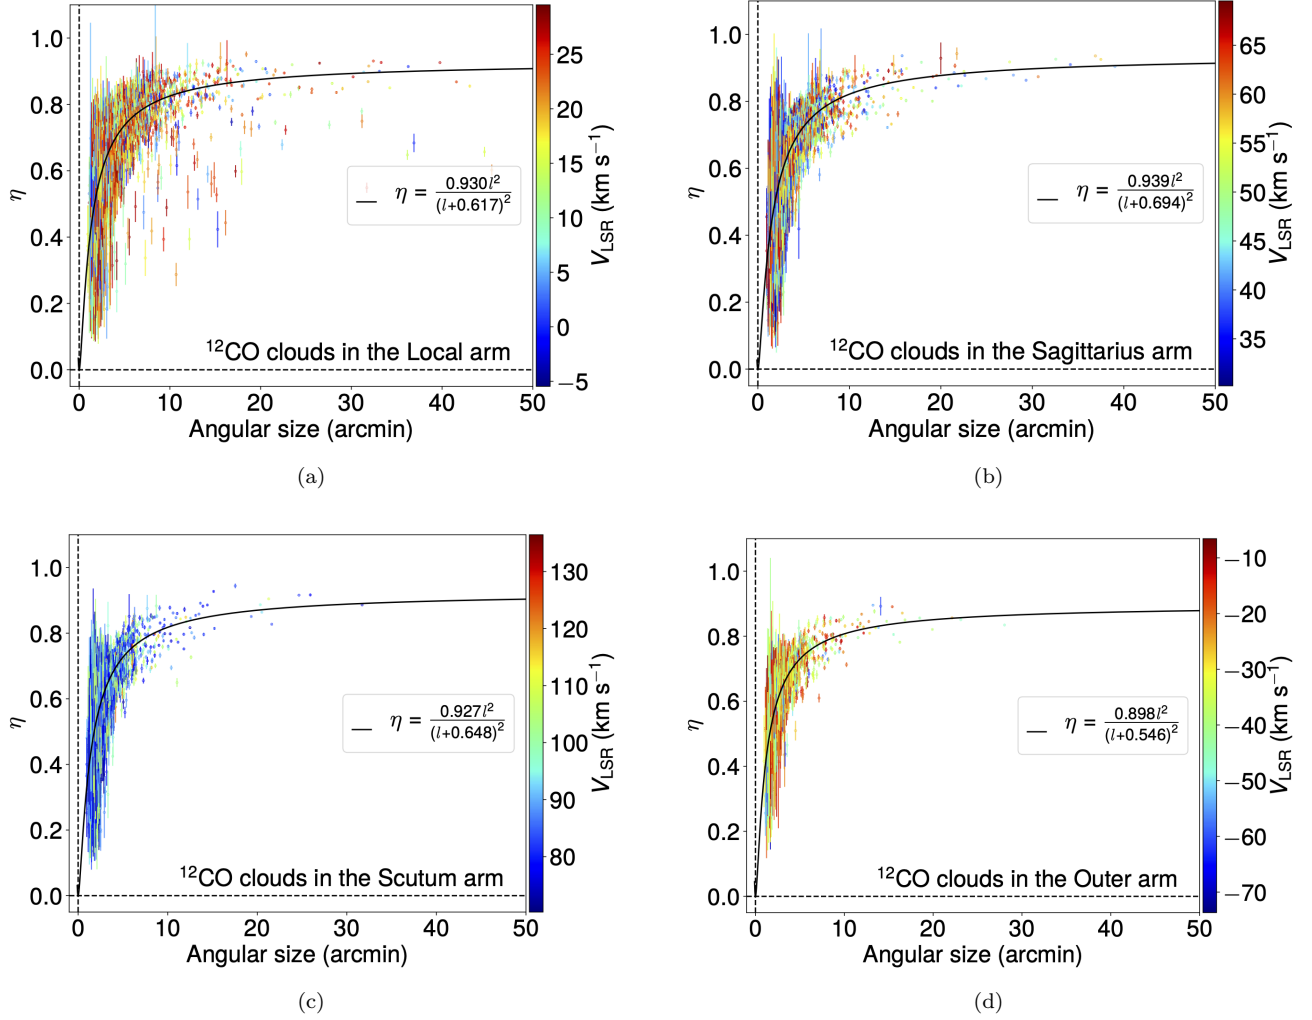 1.0
0.8
0.6
0.4
0.2
0.0
η
η = 0.930l²/(l+0.617)²
¹²CO clouds in the Local arm
0 10 20 30 40 50
Angular size (arcmin)
25
20
15
10
5
0
−5
V_LSR (km s⁻¹)
(a)
1.0
0.8
0.6
0.4
0.2
0.0
η
η = 0.939l²/(l+0.694)²
¹²CO clouds in the Sagittarius arm
0 10 20 30 40 50
Angular size (arcmin)
65
60
55
50
45
40
35
V_LSR (km s⁻¹)
(b)
1.0
0.8
0.6
0.4
0.2
0.0
η
η = 0.927l²/(l+0.648)²
¹²CO clouds in the Scutum arm
0 10 20 30 40 50
Angular size (arcmin)
130
120
110
100
90
80
V_LSR (km s⁻¹)
(c)
1.0
0.8
0.6
0.4
0.2
0.0
η
η = 0.898l²/(l+0.546)²
¹²CO clouds in the Outer arm
0 10 20 30 40 50
Angular size (arcmin)
−10
−20
−30
−40
−50
−60
−70
V_LSR (km s⁻¹)
(d)